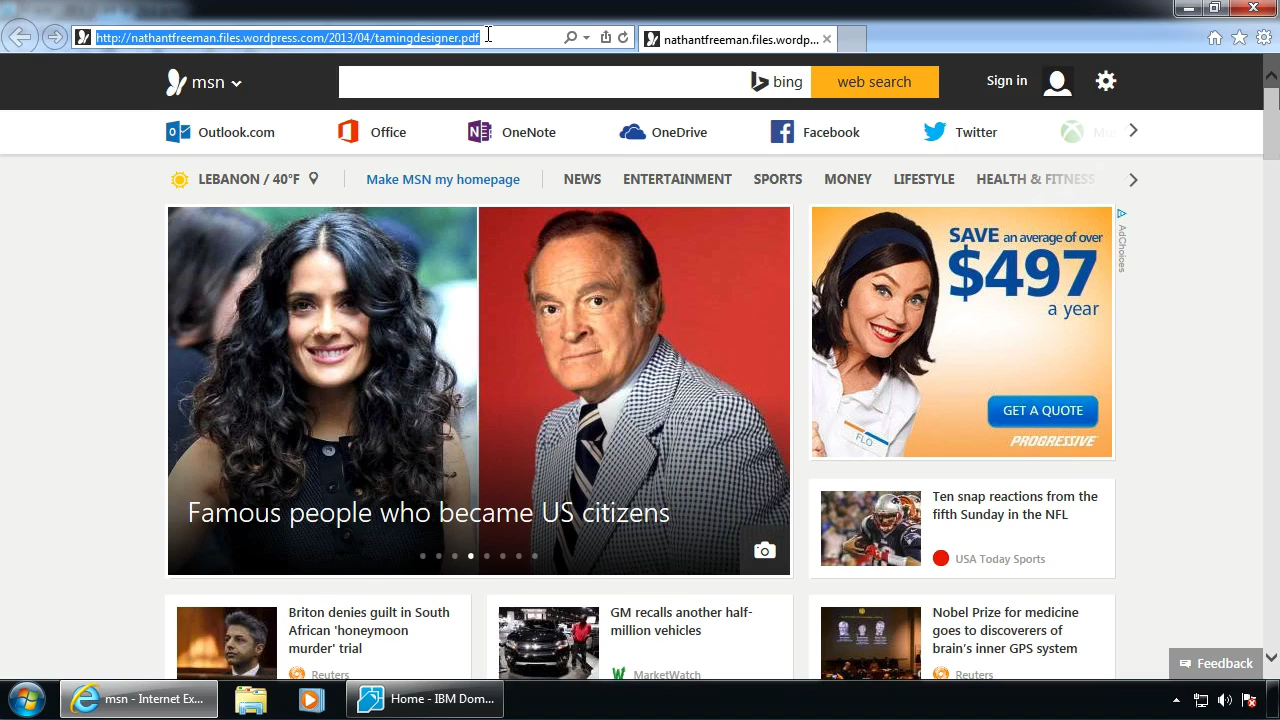 http://nathantfreeman.files.wordpress.com/2013/04/tamingdesigner.pdf
nathantfreeman.files.wordp...
msn
bing
web search
Sign in
Outlook.com
Office
OneNote
OneDrive
Facebook
Twitter
LEBANON / 40°F
Make MSN my homepage
NEWS
ENTERTAINMENT
SPORTS
MONEY
LIFESTYLE
HEALTH & FITNESS
SAVE an average of over
$497
a year
AdChoices
FLO
GET A QUOTE
PROGRESSIVE
Famous people who became US citizens
Ten snap reactions from the
fifth Sunday in the NFL
USA Today Sports
Briton denies guilt in South
African 'honeymoon
murder' trial
Reuters
GM recalls another half-
million vehicles
MarketWatch
Nobel Prize for medicine
goes to discoverers of
brain's inner GPS system
Reuters
Feedback
msn - Internet Ex...
Home - IBM Dom...